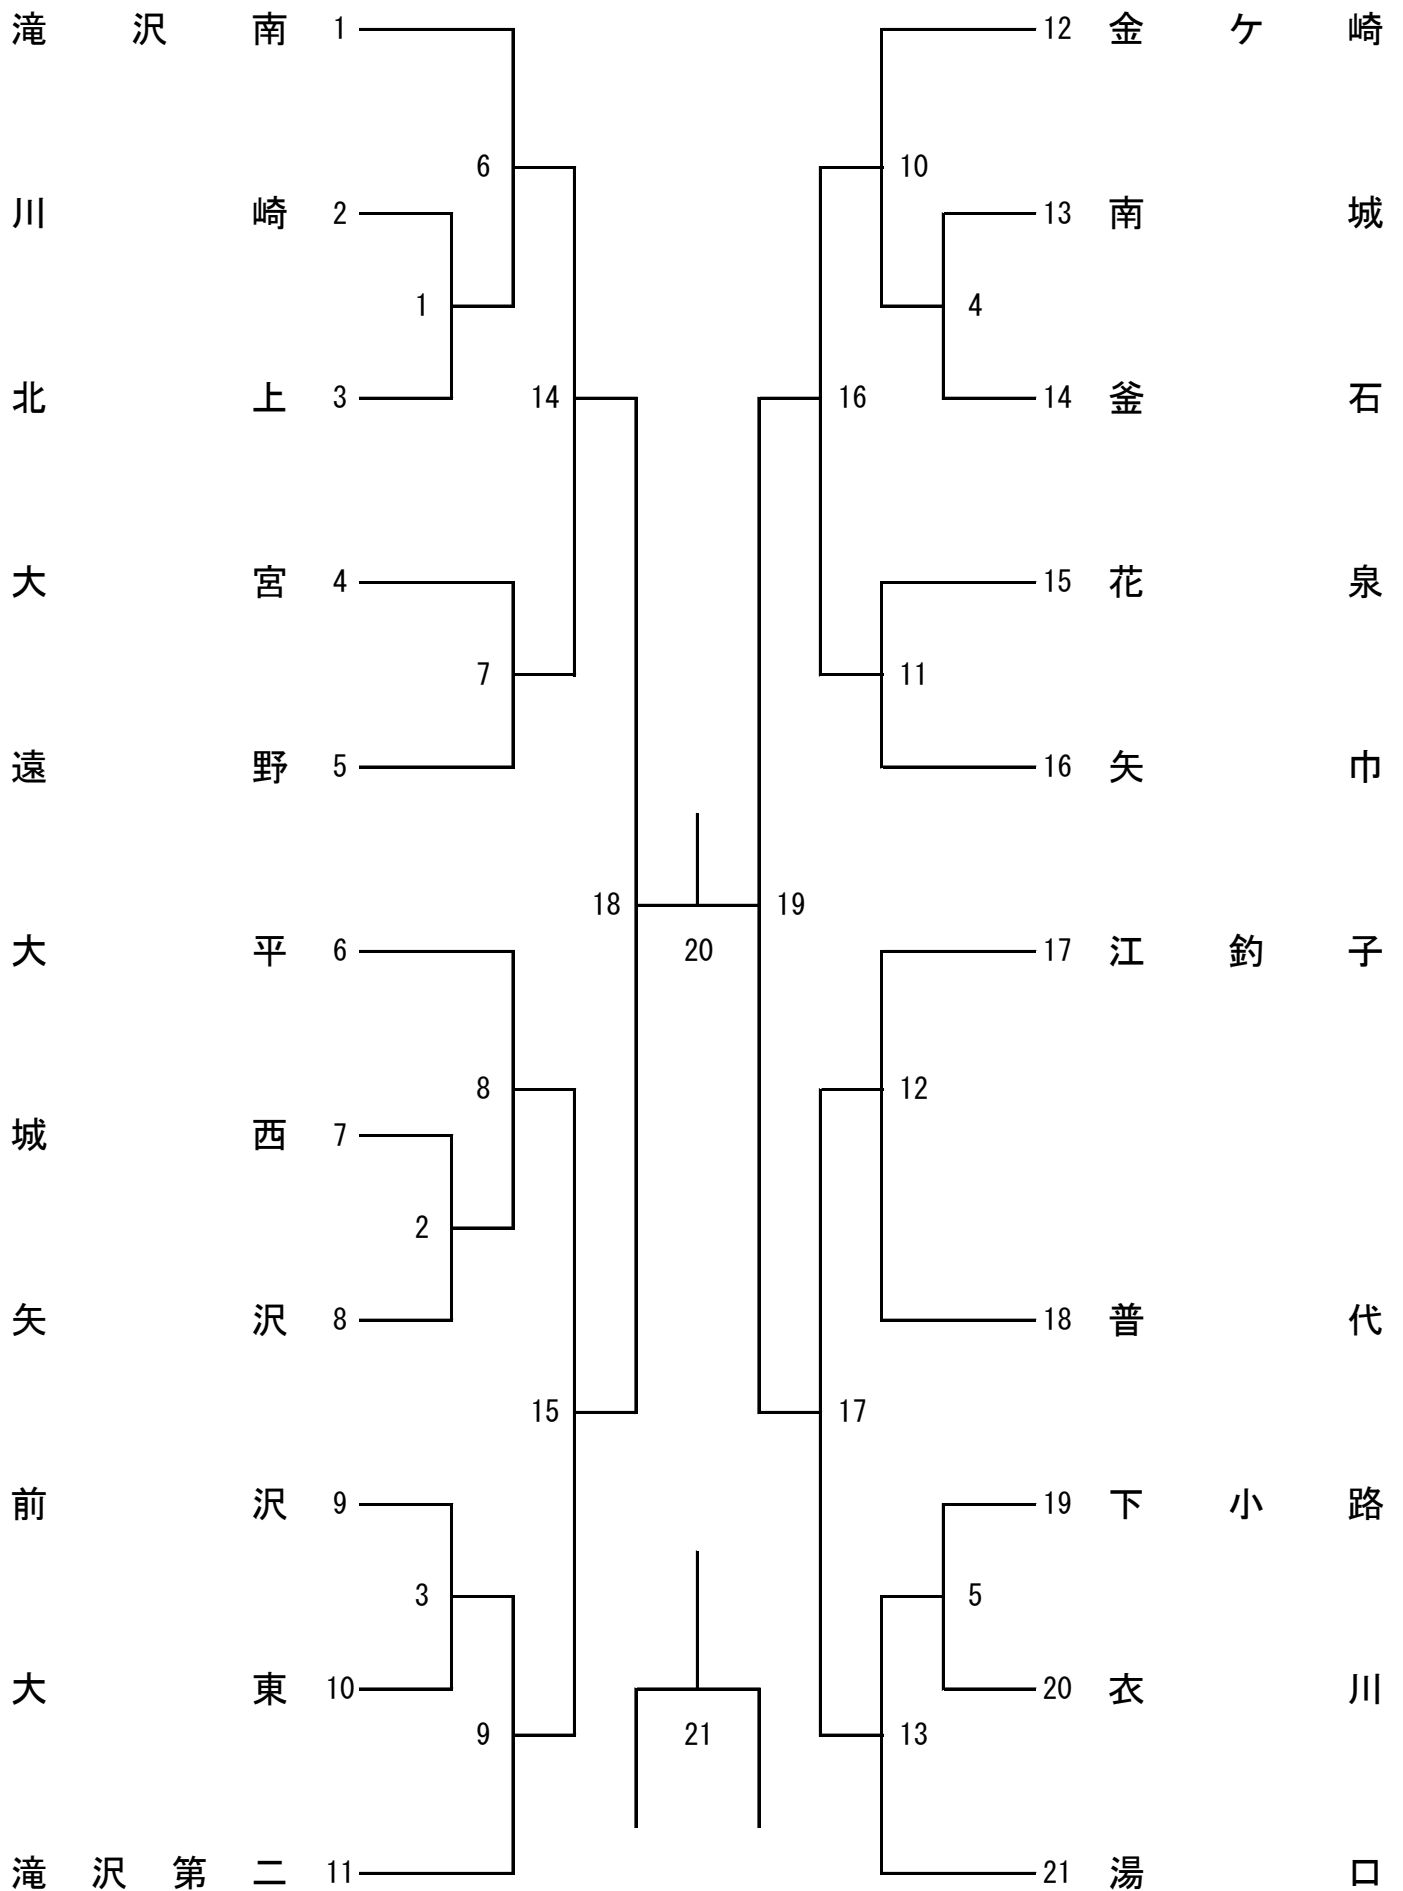 滝沢南 1
12 金ケ崎
6
10
川崎 2
13 南城
1
4
北上 3
14
16
14 釜石
大宮 4
15 花泉
7
11
遠野 5
16 矢巾
18
19
20
大平 6
17 江釣子
8
12
城西 7
2
矢沢 8
18 普代
15
17
前沢 9
19 下小路
3
5
大東 10
20 衣川
9
21
13
滝沢第二 11
21 湯口